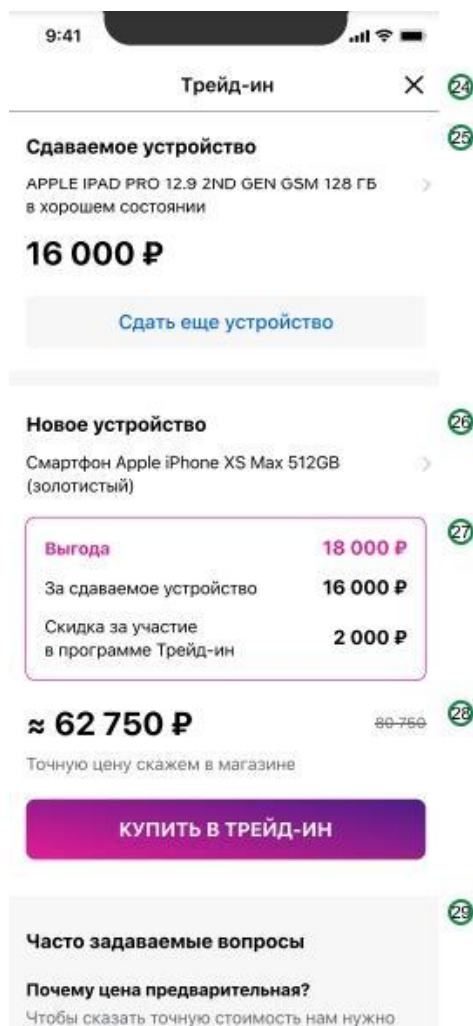 9:41
Трейд-ин
24
25
Сдаваемое устройство
APPLE IPAD PRO 12.9 2ND GEN GSM 128 ГБ
в хорошем состоянии
16 000 ₽
Сдать еще устройство
Новое устройство
26
Смартфон Apple iPhone XS Max 512GB
(золотистый)
27
Выгода 18 000 ₽
За сдаваемое устройство 16 000 ₽
Скидка за участие
в программе Трейд-ин 2 000 ₽
≈ 62 750 ₽ 80 750
28
Точную цену скажем в магазине
КУПИТЬ В ТРЕЙД-ИН
29
Часто задаваемые вопросы
Почему цена предварительная?
Чтобы сказать точную стоимость нам нужно